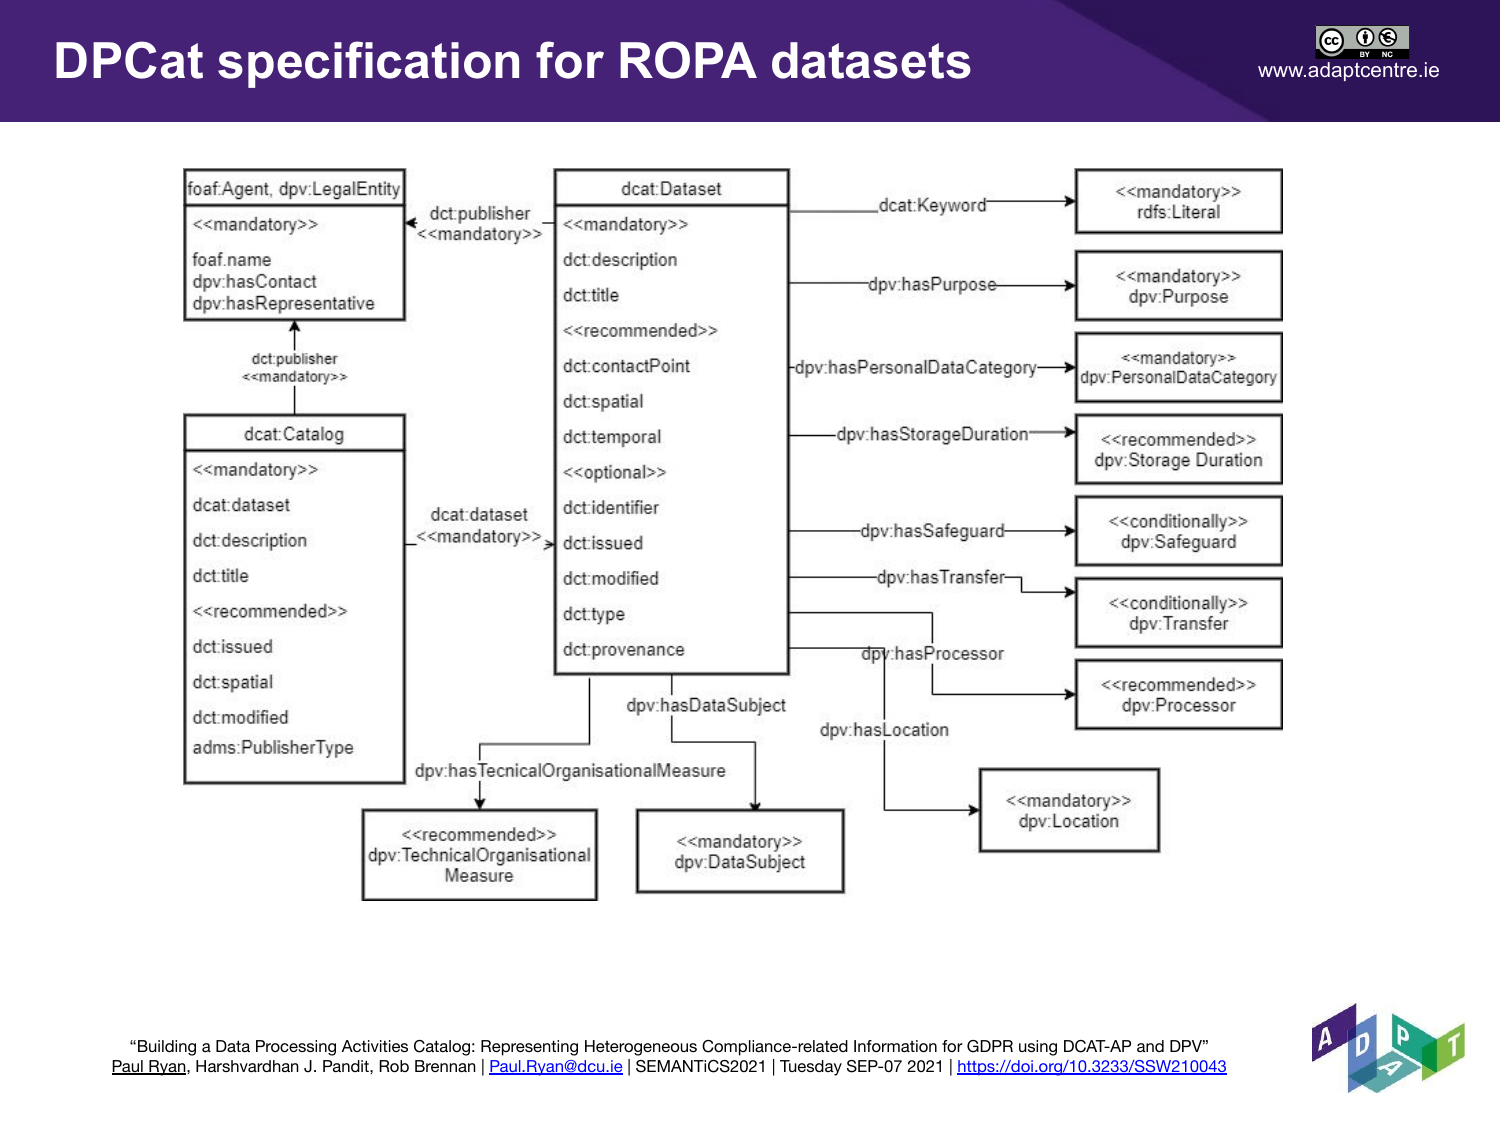 DPCat specification for ROPA datasets
cc BY NC
www.adaptcentre.ie
foaf:Agent, dpv:LegalEntity
<<mandatory>>
foaf.name
dpv:hasContact
dpv:hasRepresentative
dct:publisher
<<mandatory>>
dct:publisher
<<mandatory>>
dcat:Catalog
<<mandatory>>
dcat:dataset
dct:description
dct:title
<<recommended>>
dct:issued
dct:spatial
dct:modified
adms:PublisherType
dcat:dataset
<<mandatory>>
dcat:Dataset
<<mandatory>>
dct:description
dct:title
<<recommended>>
dct:contactPoint
dct:spatial
dct:temporal
<<optional>>
dct:identifier
dct:issued
dct:modified
dct:type
dct:provenance
dcat:Keyword
<<mandatory>>
rdfs:Literal
dpv:hasPurpose
<<mandatory>>
dpv:Purpose
dpv:hasPersonalDataCategory
<<mandatory>>
dpv:PersonalDataCategory
dpv:hasStorageDuration
<<recommended>>
dpv:Storage Duration
dpv:hasSafeguard
<<conditionally>>
dpv:Safeguard
dpv:hasTransfer
<<conditionally>>
dpv:Transfer
dpv:hasProcessor
<<recommended>>
dpv:Processor
dpv:hasLocation
<<mandatory>>
dpv:Location
dpv:hasDataSubject
<<mandatory>>
dpv:DataSubject
dpv:hasTecnicalOrganisationalMeasure
<<recommended>>
dpv:TechnicalOrganisational
Measure
“Building a Data Processing Activities Catalog: Representing Heterogeneous Compliance-related Information for GDPR using DCAT-AP and DPV”
Paul Ryan, Harshvardhan J. Pandit, Rob Brennan | Paul.Ryan@dcu.ie | SEMANTiCS2021 | Tuesday SEP-07 2021 | https://doi.org/10.3233/SSW210043
ADAPT